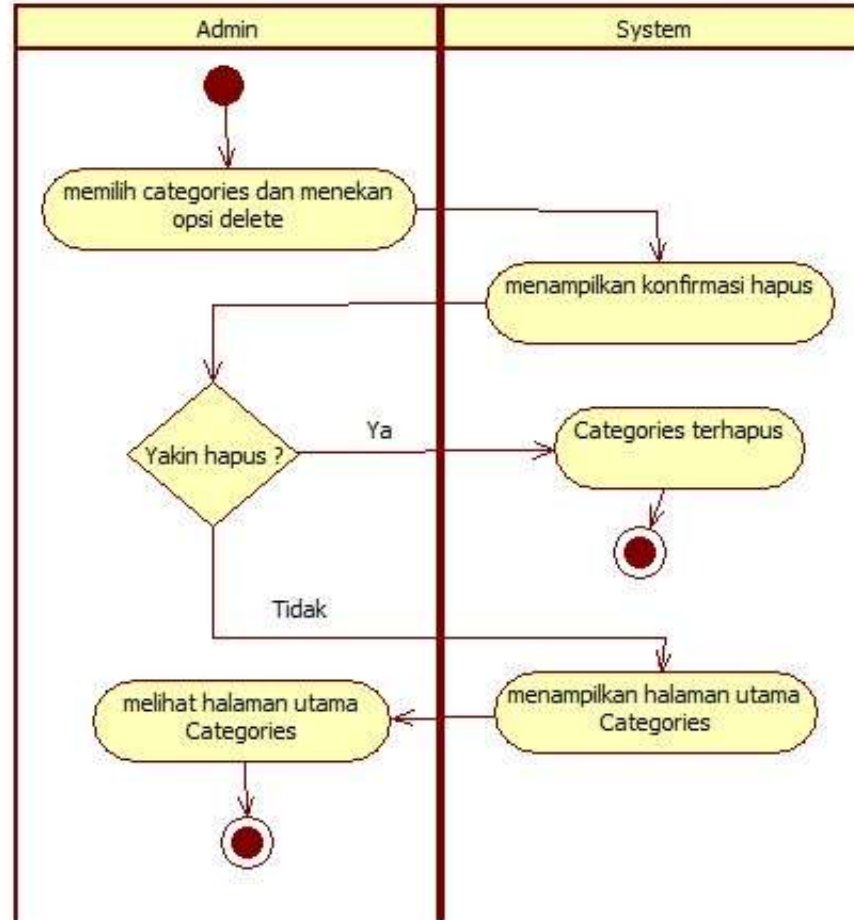 Admin
System
memilih categories dan menekan
opsi delete
menampilkan konfirmasi hapus
Yakin hapus ?
Ya
Categories terhapus
Tidak
menampilkan halaman utama
Categories
melihat halaman utama
Categories